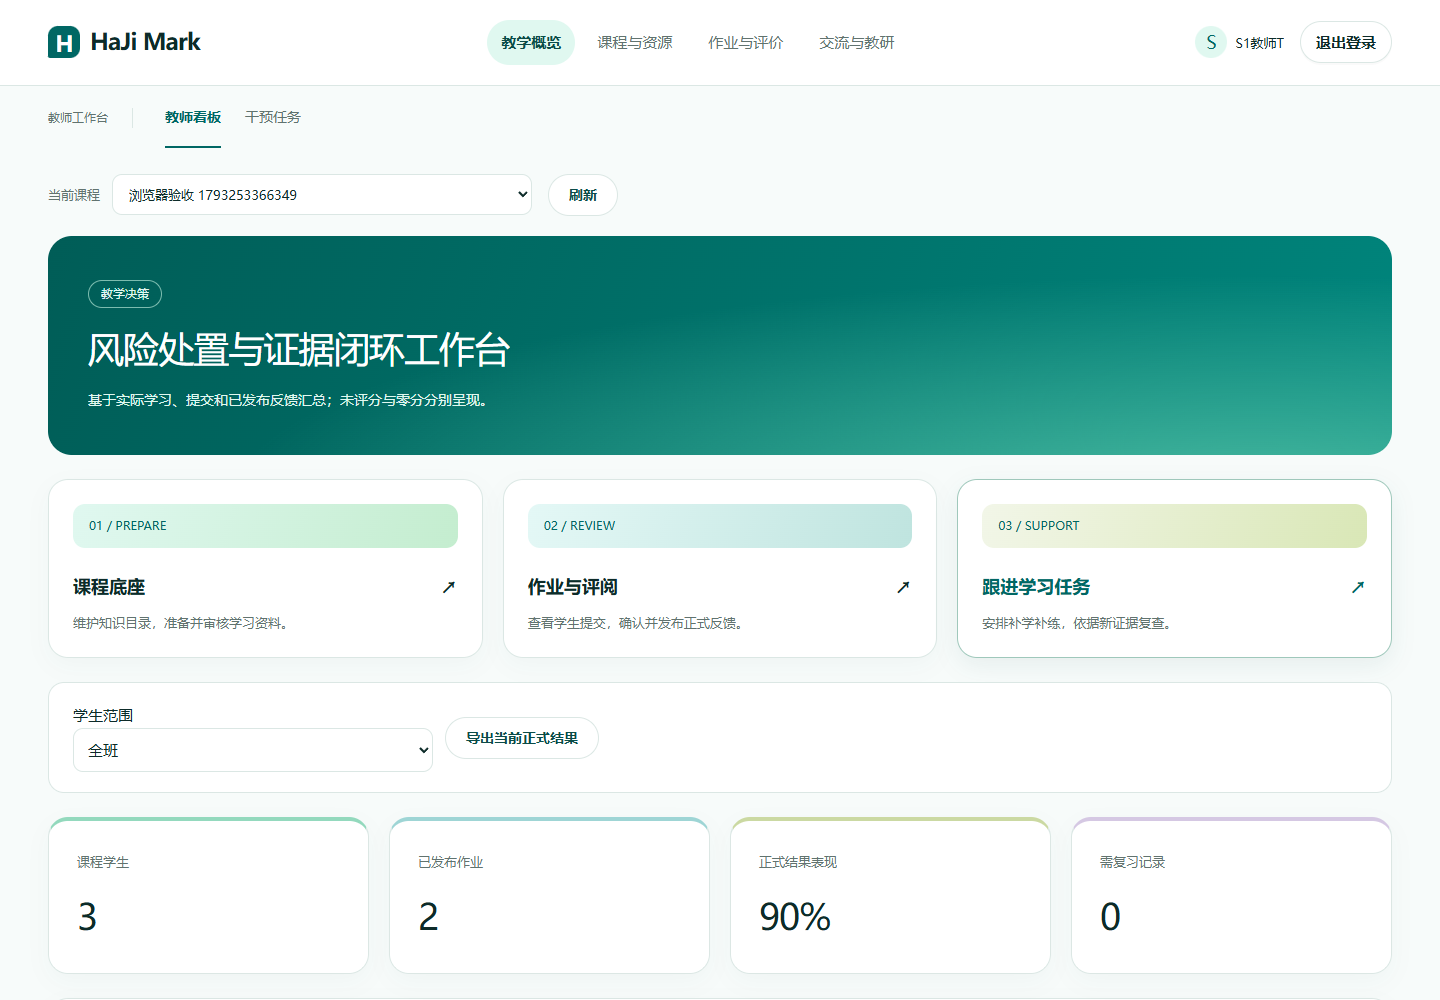 H HaJi Mark
教学概览 课程与资源 作业与评价 交流与教研
S S1教师T 退出登录
教师工作台 教师看板 干预任务
当前课程 浏览器验收 1793253366349 刷新
教学决策
风险处置与证据闭环工作台
基于实际学习、提交和已发布反馈汇总；未评分与零分分别呈现。
01 / PREPARE
课程底座 ↗
维护知识目录，准备并审核学习资料。
02 / REVIEW
作业与评阅 ↗
查看学生提交，确认并发布正式反馈。
03 / SUPPORT
跟进学习任务 ↗
安排补学补练，依据新证据复查。
学生范围
全班 导出当前正式结果
课程学生
3
已发布作业
2
正式结果表现
90%
需复习记录
0